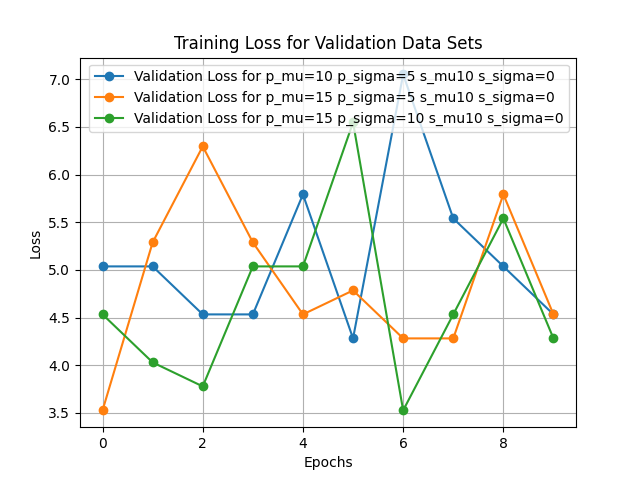 Training Loss for Validation Data Sets
Validation Loss for p_mu=10 p_sigma=5 s_mu10 s_sigma=0
Validation Loss for p_mu=15 p_sigma=5 s_mu10 s_sigma=0
Validation Loss for p_mu=15 p_sigma=10 s_mu10 s_sigma=0
7.0
6.5
6.0
5.5
5.0
4.5
4.0
3.5
Loss
0 2 4 6 8
Epochs